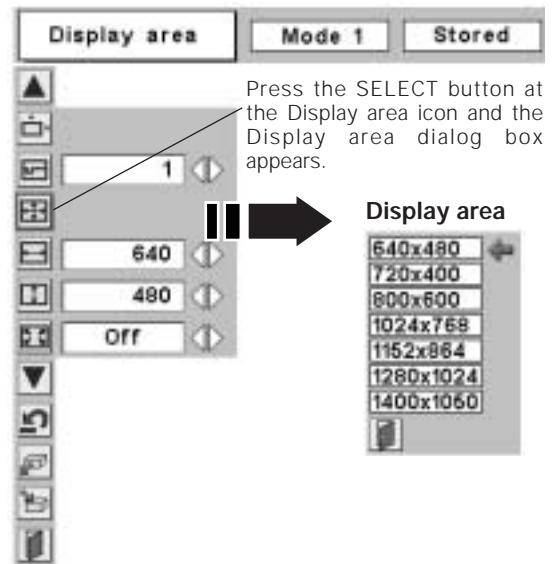 Display area Mode 1 Stored
Press the SELECT button at
the Display area icon and the
Display area dialog box
appears.
1
640
480
Off
Display area
640x480
720x400
800x600
1024x768
1152x864
1280x1024
1400x1050